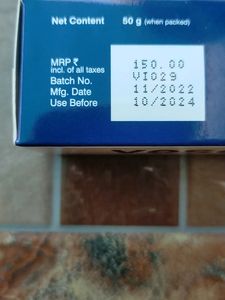 Net Content 50 g (when packed)
MRP ₹ 150.00
incl. of all taxes
Batch No. VI029
Mfg. Date 11/2022
Use Before 10/2024